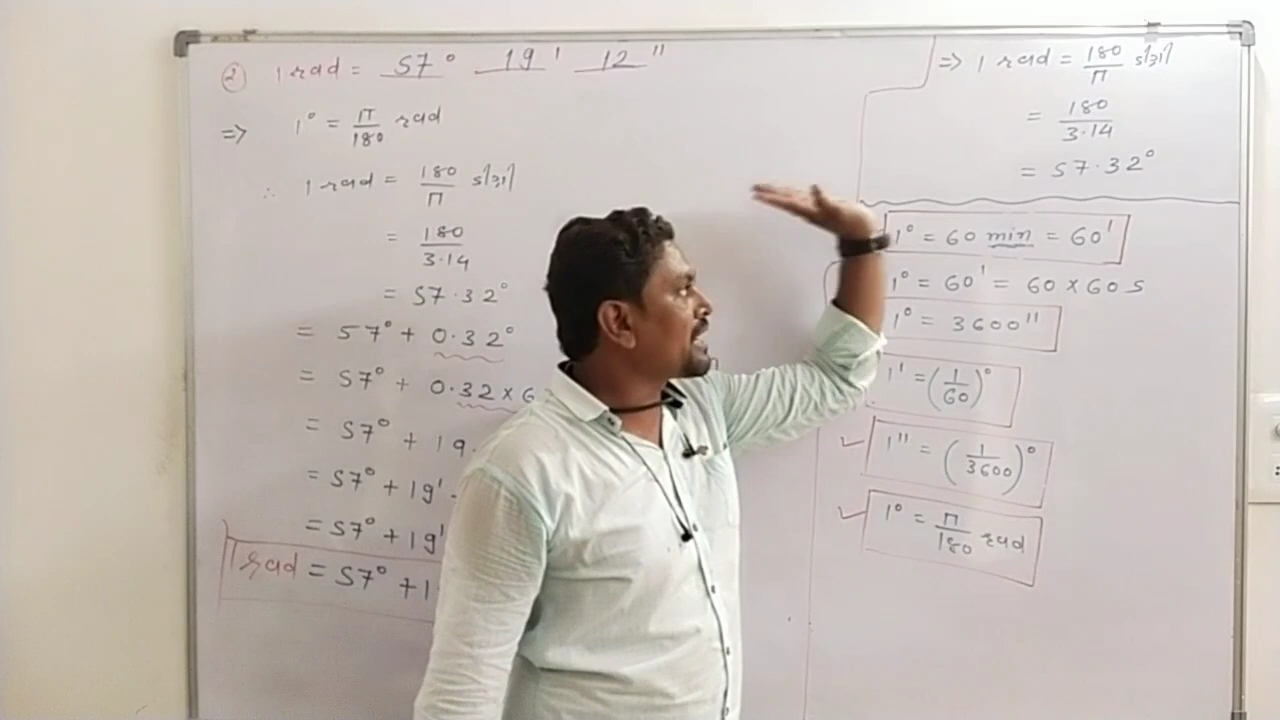 ② 1 rad = 57° 19' 12"
⇒ 1° = π/180 rad
∴ 1 rad = 180/π ડીગ્રી
= 180/3.14
= 57.32°
= 57° + 0.32°
= 57° + 0.32 × 6
= 57° + 19.
= 57° + 19'
= 57° + 19'
1 rad = 57° + 1
⇒ 1 rad = 180/π ડીગ્રી
= 180/3.14
= 57.32°
1° = 60 min = 60'
1° = 60' = 60 × 60 s
1° = 3600"
1' = (1/60)°
✓ 1" = (1/3600)°
✓ 1° = π/180 rad